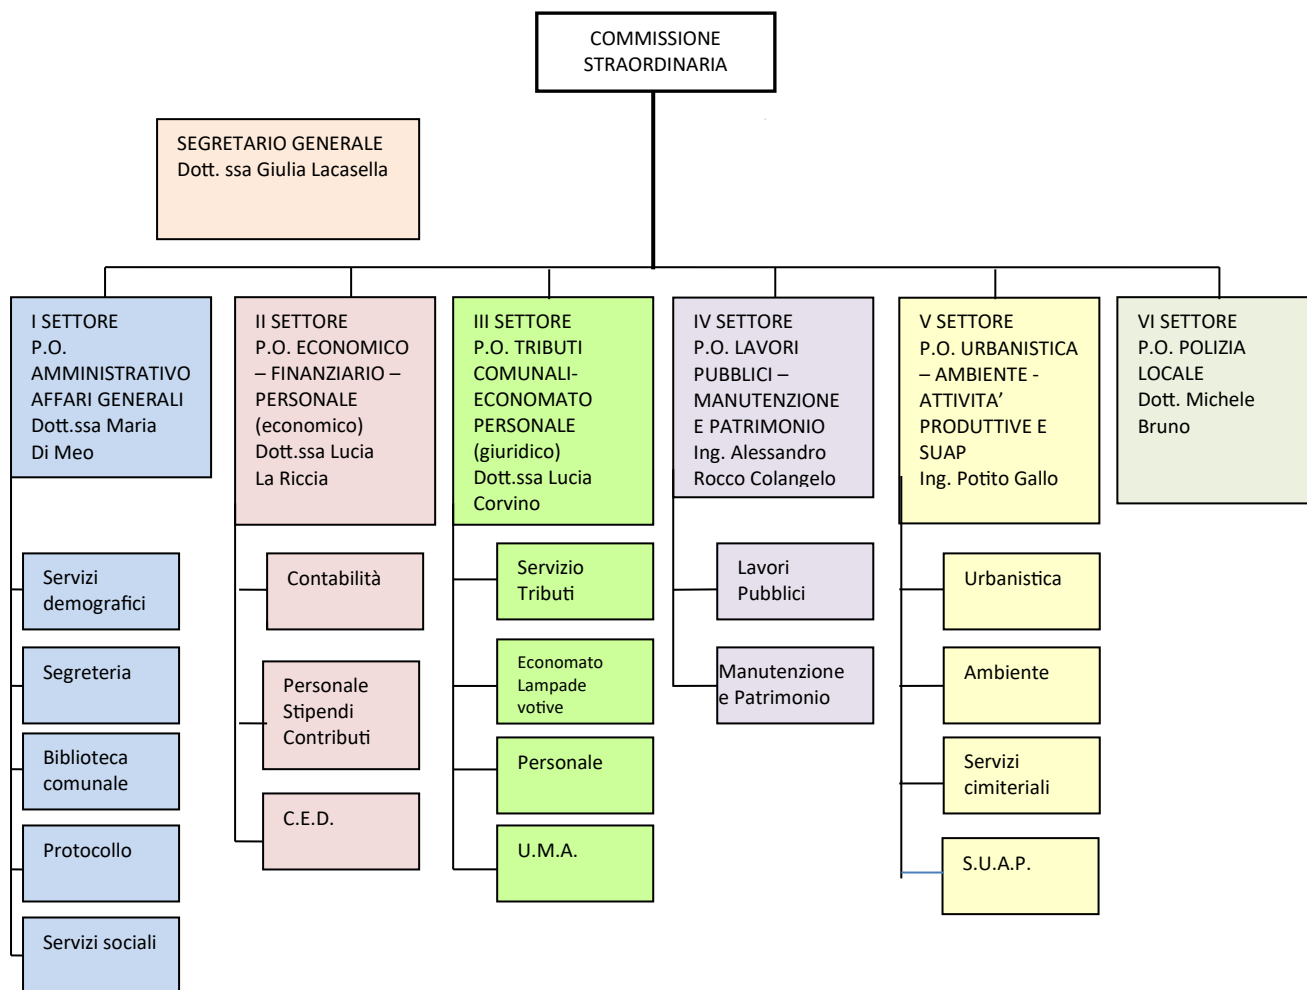 COMMISSIONE
STRAORDINARIA
SEGRETARIO GENERALE
Dott. ssa Giulia Lacasella
I SETTORE
P.O.
AMMINISTRATIVO
AFFARI GENERALI
Dott.ssa Maria
Di Meo
II SETTORE
P.O. ECONOMICO
– FINANZIARIO –
PERSONALE
(economico)
Dott.ssa Lucia
La Riccia
III SETTORE
P.O. TRIBUTI
COMUNALI-
ECONOMATO
PERSONALE
(giuridico)
Dott.ssa Lucia
Corvino
IV SETTORE
P.O. LAVORI
PUBBLICI –
MANUTENZIONE
E PATRIMONIO
Ing. Alessandro
Rocco Colangelo
V SETTORE
P.O. URBANISTICA
– AMBIENTE -
ATTIVITA’
PRODUTTIVE E
SUAP
Ing. Potito Gallo
VI SETTORE
P.O. POLIZIA
LOCALE
Dott. Michele
Bruno
Servizi
demografici
Segreteria
Biblioteca
comunale
Protocollo
Servizi sociali
Contabilità
Personale
Stipendi
Contributi
C.E.D.
Servizio
Tributi
Economato
Lampade
votive
Personale
U.M.A.
Lavori
Pubblici
Manutenzione
e Patrimonio
Urbanistica
Ambiente
Servizi
cimiteriali
S.U.A.P.